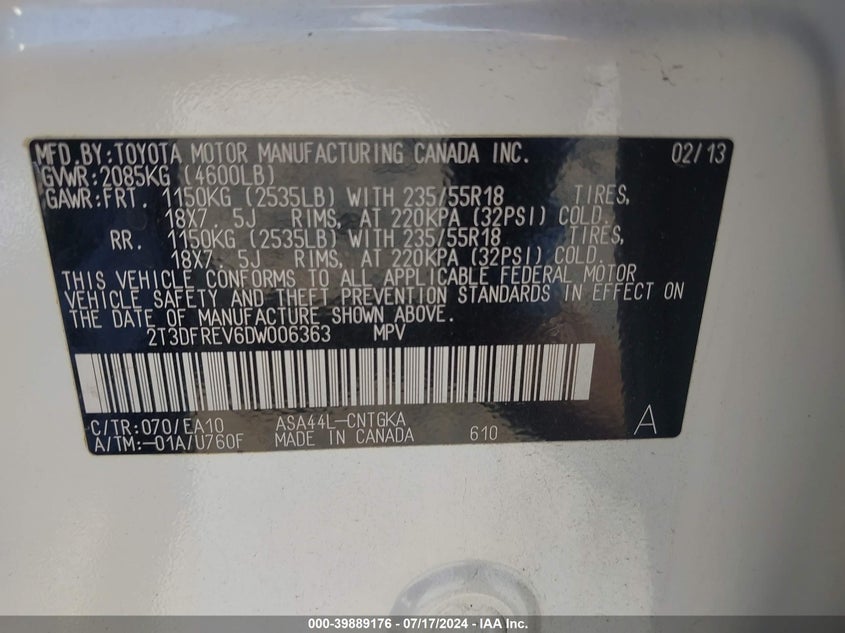 MFD.BY:TOYOTA MOTOR MANUFACTURING CANADA INC. 02/13
GVWR:2085KG (4600LB)
GAWR:FRT. 1150KG (2535LB) WITH 235/55R18 TIRES,
18X7. 5J RIMS, AT 220KPA (32PSI) COLD.
RR. 1150KG (2535LB) WITH 235/55R18 TIRES,
18X7. 5J RIMS, AT 220KPA (32PSI) COLD.
THIS VEHICLE CONFORMS TO ALL APPLICABLE FEDERAL MOTOR
VEHICLE SAFETY AND THEFT PREVENTION STANDARDS IN EFFECT ON
THE DATE OF MANUFACTURE SHOWN ABOVE.
2T3DFREV6DW006363 MPV
C/TR:070/EA10 ASA44L-CNTGKA
A/TM:-01A/U760F MADE IN CANADA 610 A
000-39889176 - 07/17/2024 - IAA Inc.